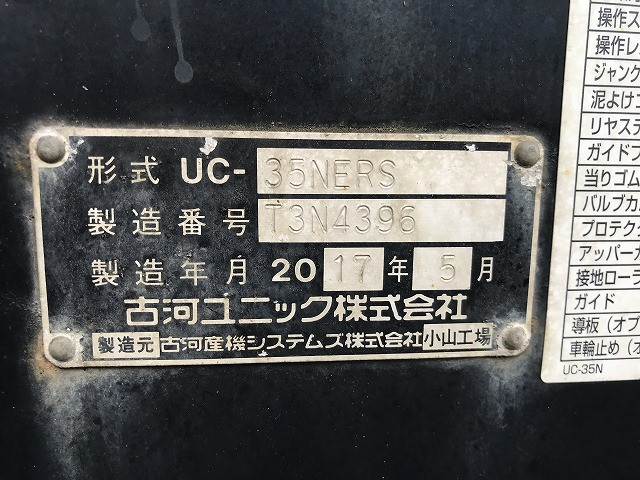 形式 UC-35NERS
製造番号 T3N4396
製造年月 2017年5月
古河ユニック株式会社
製造元 古河産機システムズ株式会社 小山工場
操作ス
操作レ
ジャンク
泥よけ
リヤステ
ガイドプ
当りゴム
バルブカ
プロテク
アッパー
接地ローラ
ガイド
導板（オプ
車輪止め（オ
UC-35N